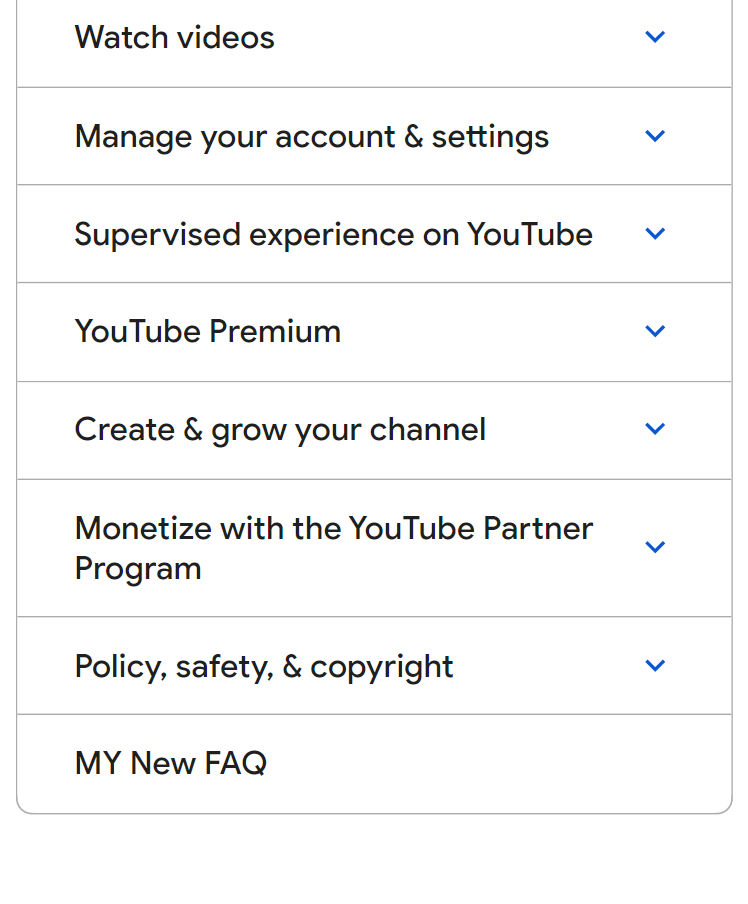 Watch videos
Manage your account & settings
Supervised experience on YouTube
YouTube Premium
Create & grow your channel
Monetize with the YouTube Partner
Program
Policy, safety, & copyright
MY New FAQ